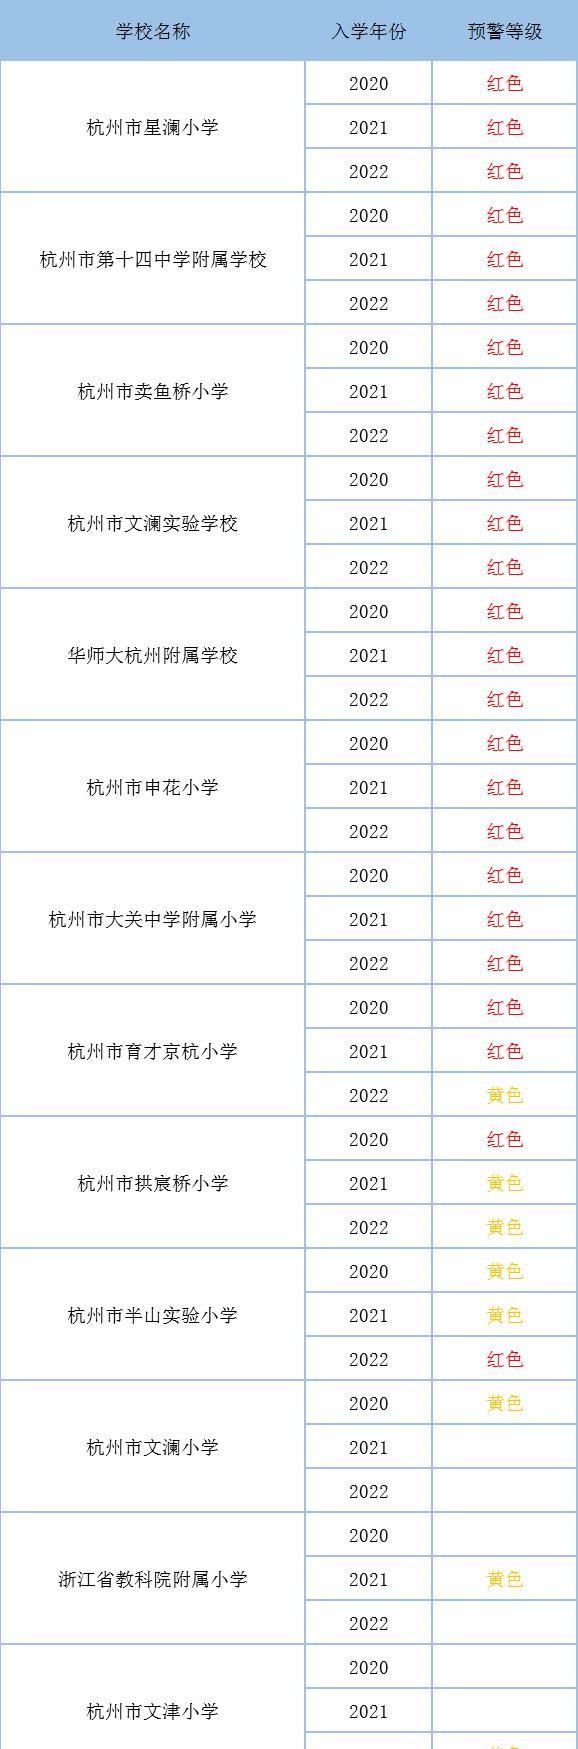 学校名称 入学年份 预警等级
2020 红色
杭州市星澜小学 2021 红色
2022 红色
2020 红色
杭州市第十四中学附属学校 2021 红色
2022 红色
2020 红色
杭州市卖鱼桥小学 2021 红色
2022 红色
2020 红色
杭州市文澜实验学校 2021 红色
2022 红色
2020 红色
华师大杭州附属学校 2021 红色
2022 红色
2020 红色
杭州市申花小学 2021 红色
2022 红色
2020 红色
杭州市大关中学附属小学 2021 红色
2022 红色
2020 红色
杭州市育才京杭小学 2021 红色
2022 黄色
2020 红色
杭州市拱宸桥小学 2021 黄色
2022 黄色
2020 黄色
杭州市半山实验小学 2021 黄色
2022 红色
2020 黄色
杭州市文澜小学 2021
2022
2020
浙江省教科院附属小学 2021 黄色
2022
2020
杭州市文津小学 2021